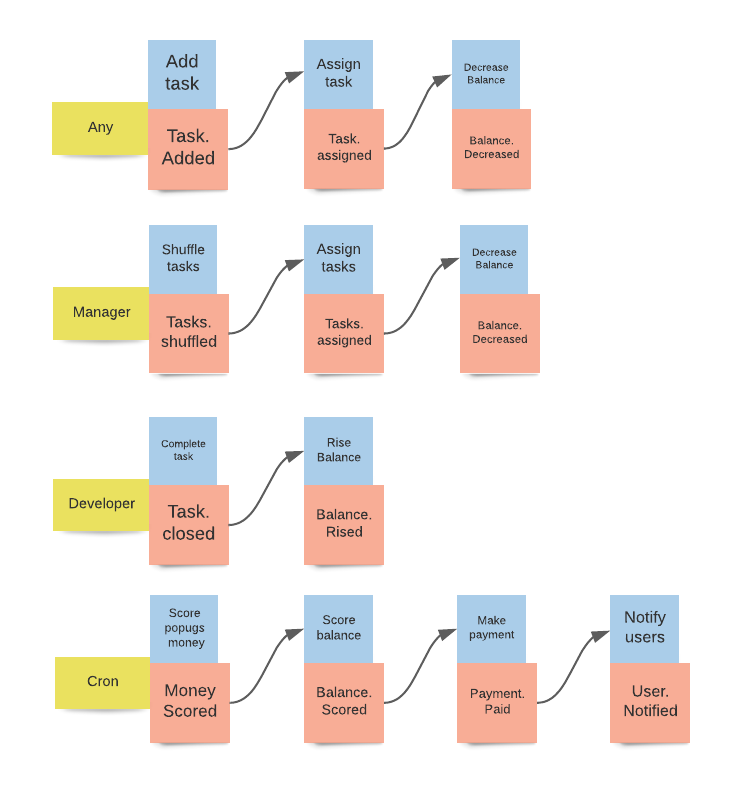 Any
Add
task
Task.
Added
Assign
task
Task.
assigned
Decrease
Balance
Balance.
Decreased
Manager
Shuffle
tasks
Tasks.
shuffled
Assign
tasks
Tasks.
assigned
Decrease
Balance
Balance.
Decreased
Developer
Complete
task
Task.
closed
Rise
Balance
Balance.
Rised
Cron
Score
popugs
money
Money
Scored
Score
balance
Balance.
Scored
Make
payment
Payment.
Paid
Notify
users
User.
Notified